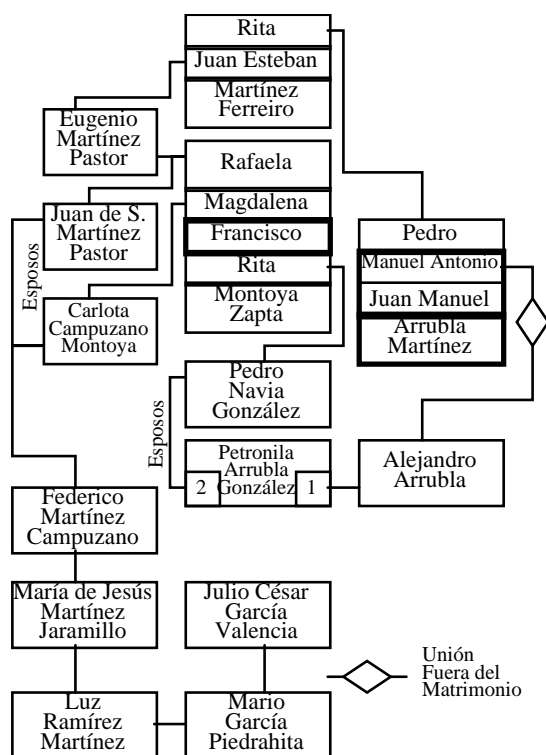 Rita
Juan Esteban
Martínez
Ferreiro
Eugenio
Martínez
Pastor
Rafaela
Magdalena
Francisco
Rita
Montoya
Zapta
Juan de S.
Martínez
Pastor
Esposos
Carlota
Campuzano
Montoya
Pedro
Manuel Antonio
Juan Manuel
Arrubla
Martínez
Pedro
Navia
González
Esposos
Petronila
Arrubla
González
2
1
Alejandro
Arrubla
Federico
Martínez
Campuzano
María de Jesús
Martínez
Jaramillo
Julio César
García
Valencia
Luz
Ramírez
Martínez
Mario
García
Piedrahita
Unión
Fuera del
Matrimonio